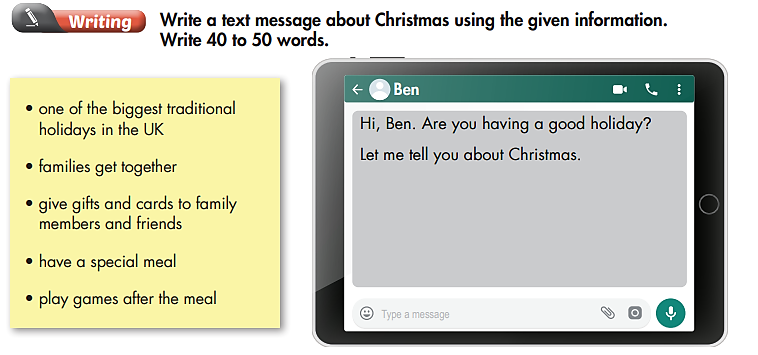 Writing
Write a text message about Christmas using the given information.
Write 40 to 50 words.
• one of the biggest traditional
holidays in the UK
• families get together
• give gifts and cards to family
members and friends
• have a special meal
• play games after the meal
Ben
Hi, Ben. Are you having a good holiday?
Let me tell you about Christmas.
Type a message